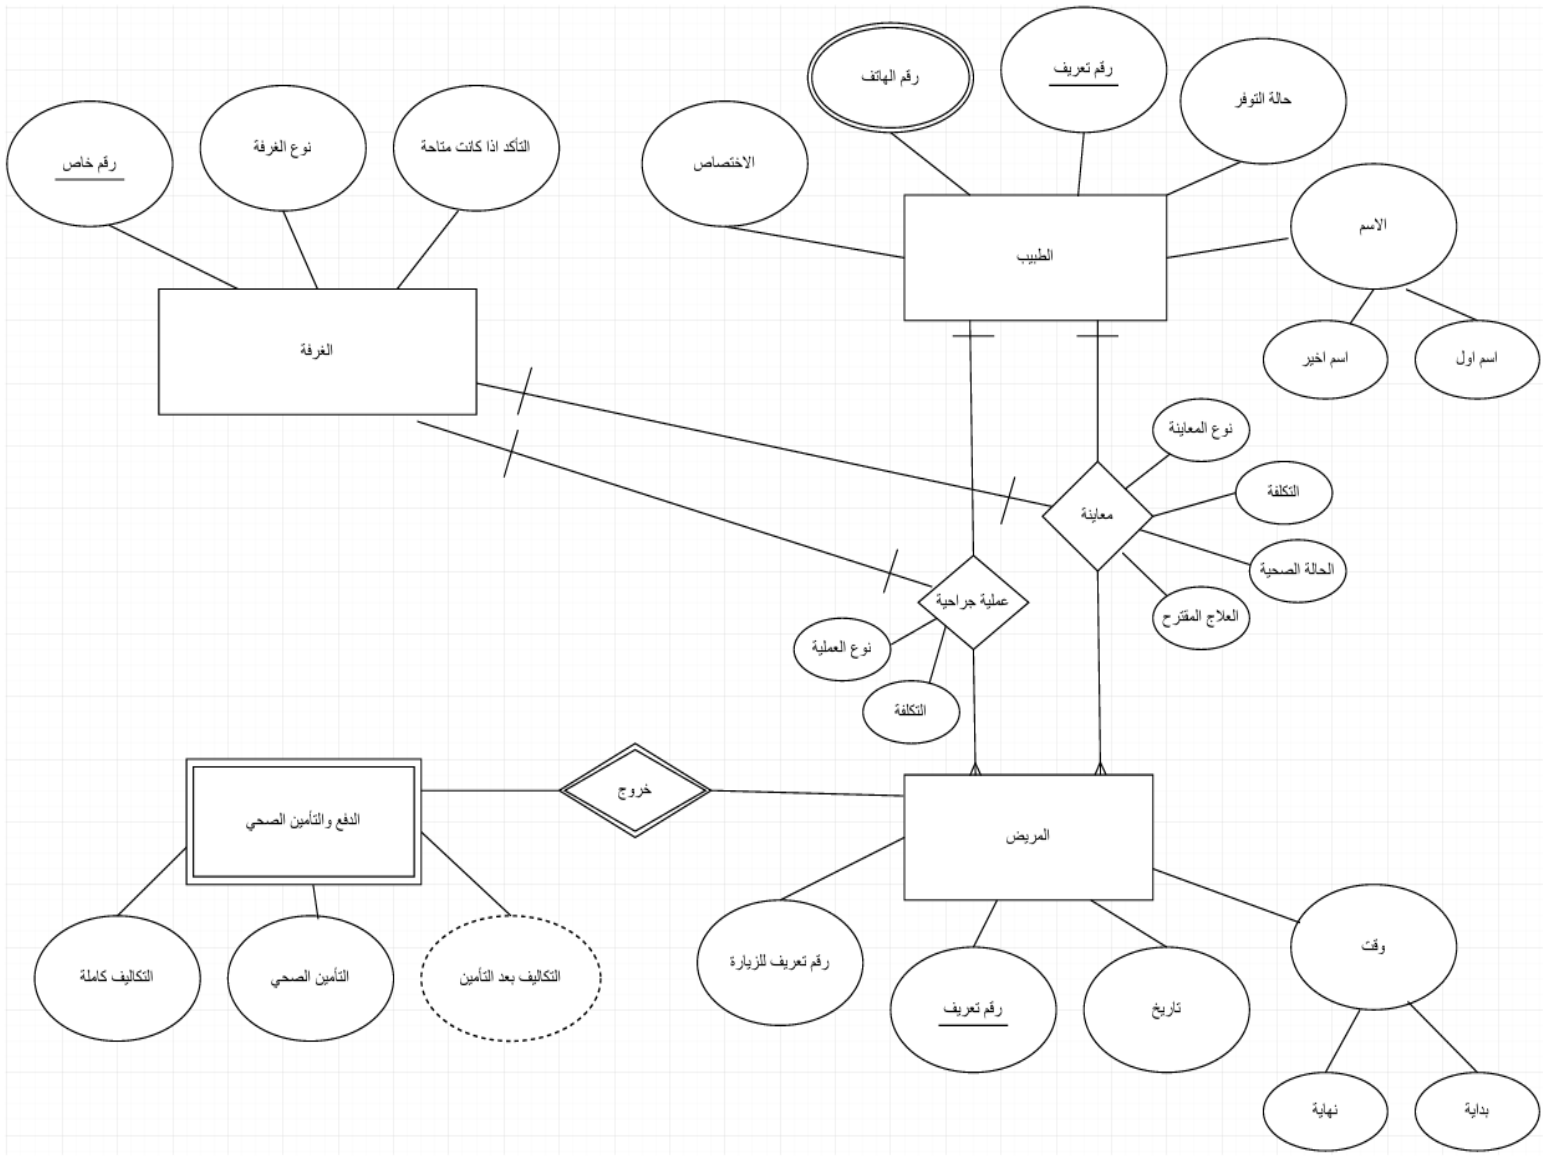 رقم الهاتف
رقم تعريف
حالة التوفر
الاختصاص
الاسم
اسم اول
اسم اخير
الطبيب
التأكد اذا كانت متاحة
نوع الغرفة
رقم خاص
الغرفة
نوع المعاينة
التكلفة
الحالة الصحية
العلاج المقترح
معاينة
عملية جراحية
نوع العملية
التكلفة
خروج
الدفع والتأمين الصحي
المريض
التكاليف كاملة
التأمين الصحي
التكاليف بعد التأمين
رقم تعريف للزيارة
رقم تعريف
تاريخ
وقت
بداية
نهاية